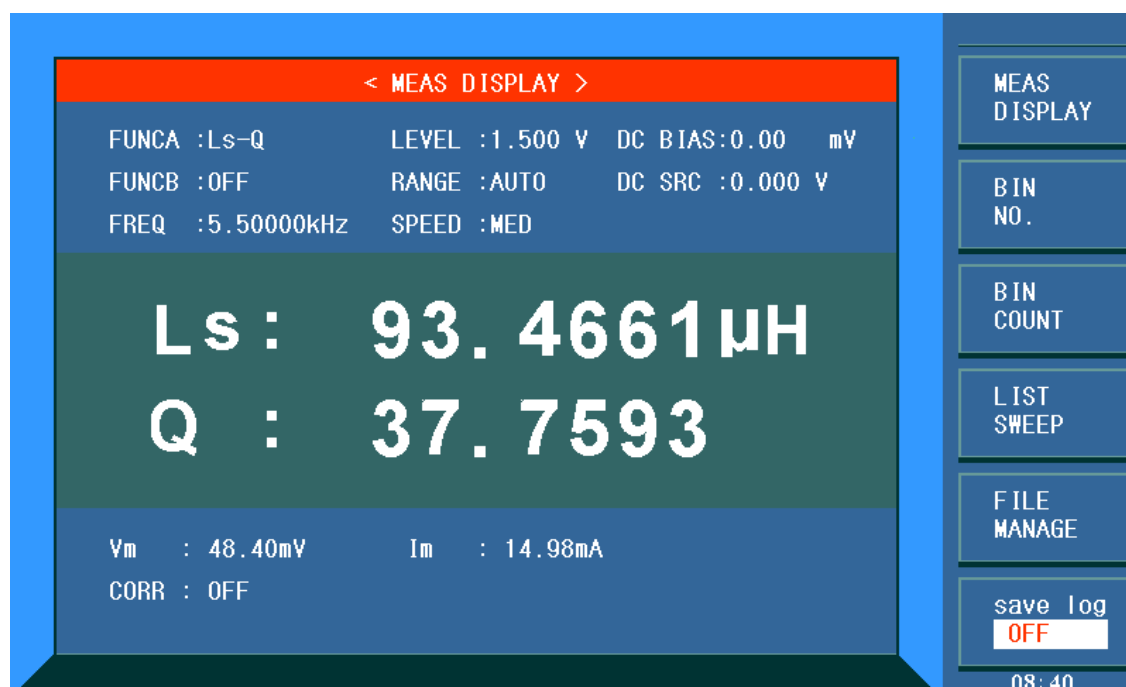 < MEAS DISPLAY >
FUNCA :Ls-Q LEVEL :1.500 V DC BIAS:0.00 mV
FUNCB :OFF RANGE :AUTO DC SRC :0.000 V
FREQ :5.50000kHz SPEED :MED
Ls: 93.4661µH
Q : 37.7593
Vm : 48.40mV Im : 14.98mA
CORR : OFF
MEAS
DISPLAY
BIN
NO.
BIN
COUNT
LIST
SWEEP
FILE
MANAGE
save log
OFF
08:40